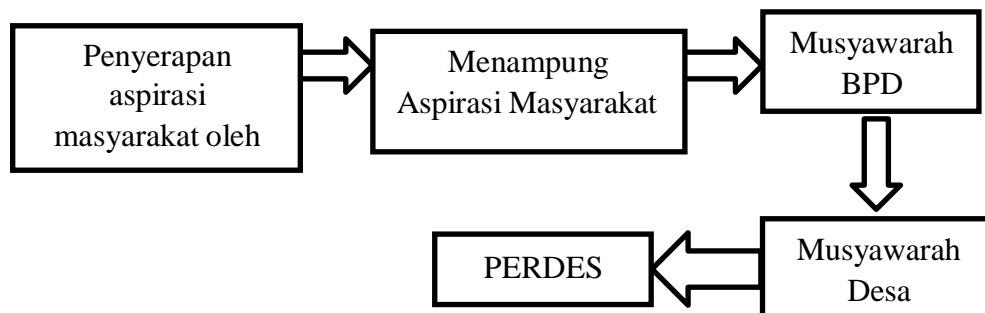 Penyerapan
aspirasi
masyarakat oleh
Menampung
Aspirasi Masyarakat
Musyawarah
BPD
Musyawarah
Desa
PERDES